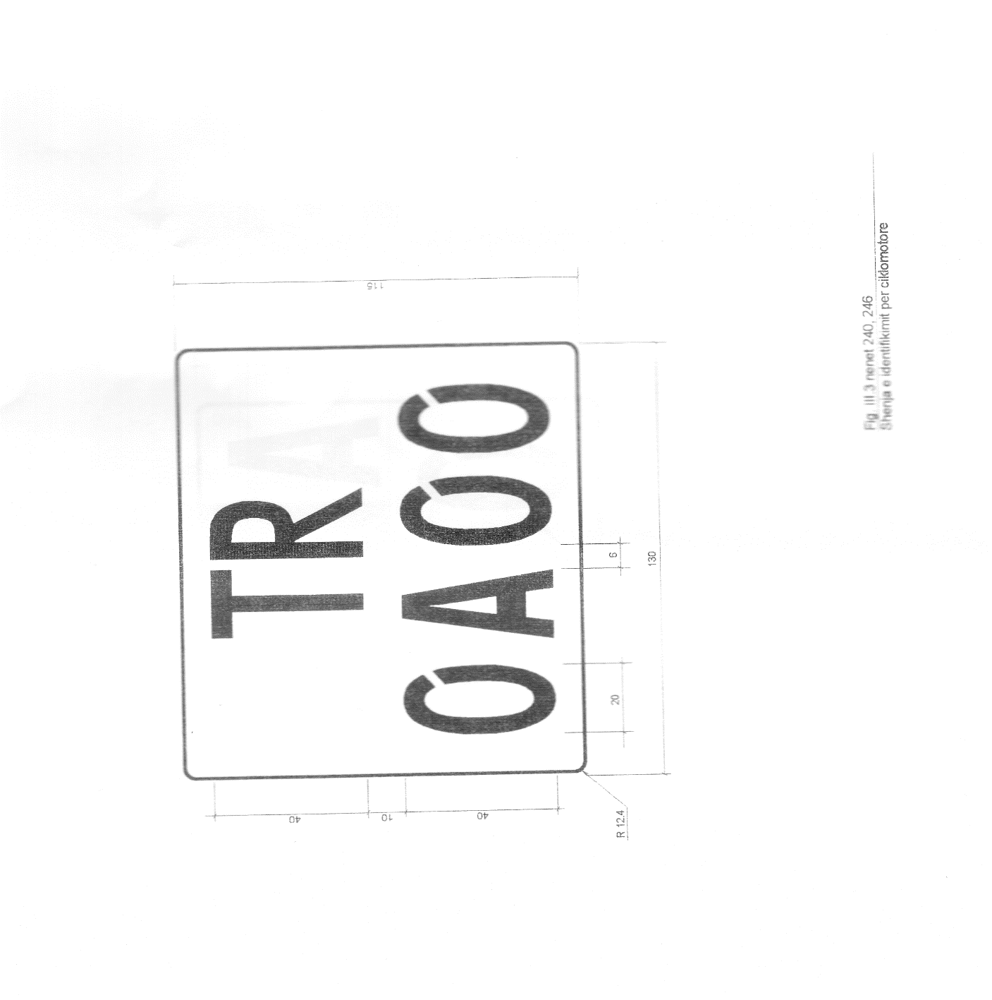 TR
0A00
115
40
10
40
20
6
130
R 12.4
Fig. III.3 nenet 240, 246
Shenja e identifikimit per ciklomotore